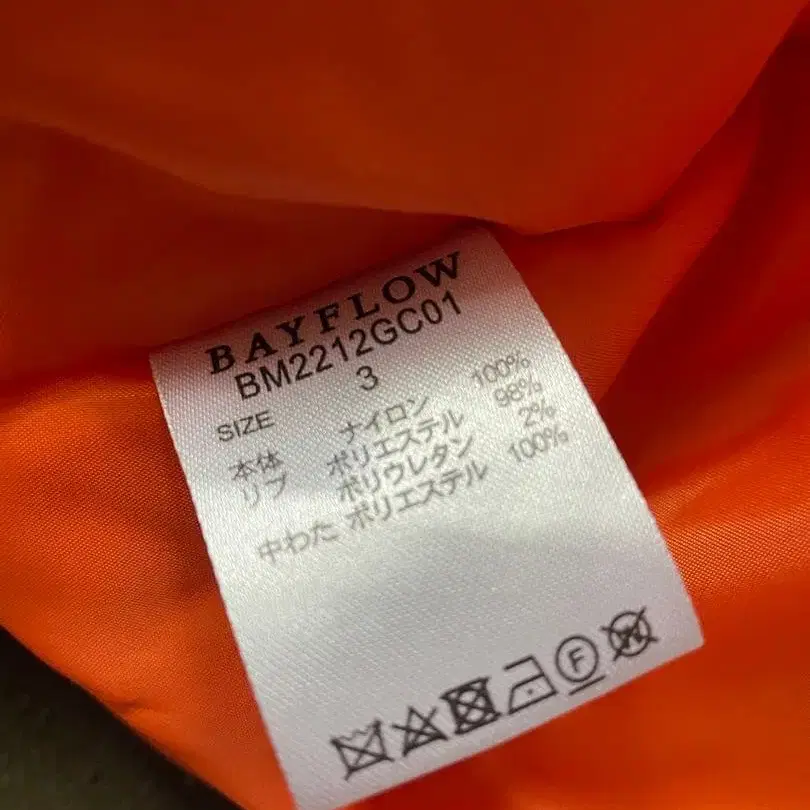 BAYFLOW
BM2212GC01
SIZE 3
本体 ナイロン 100%
リブ ポリエステル 98%
ポリウレタン 2%
中わた ポリエステル 100%
F
W